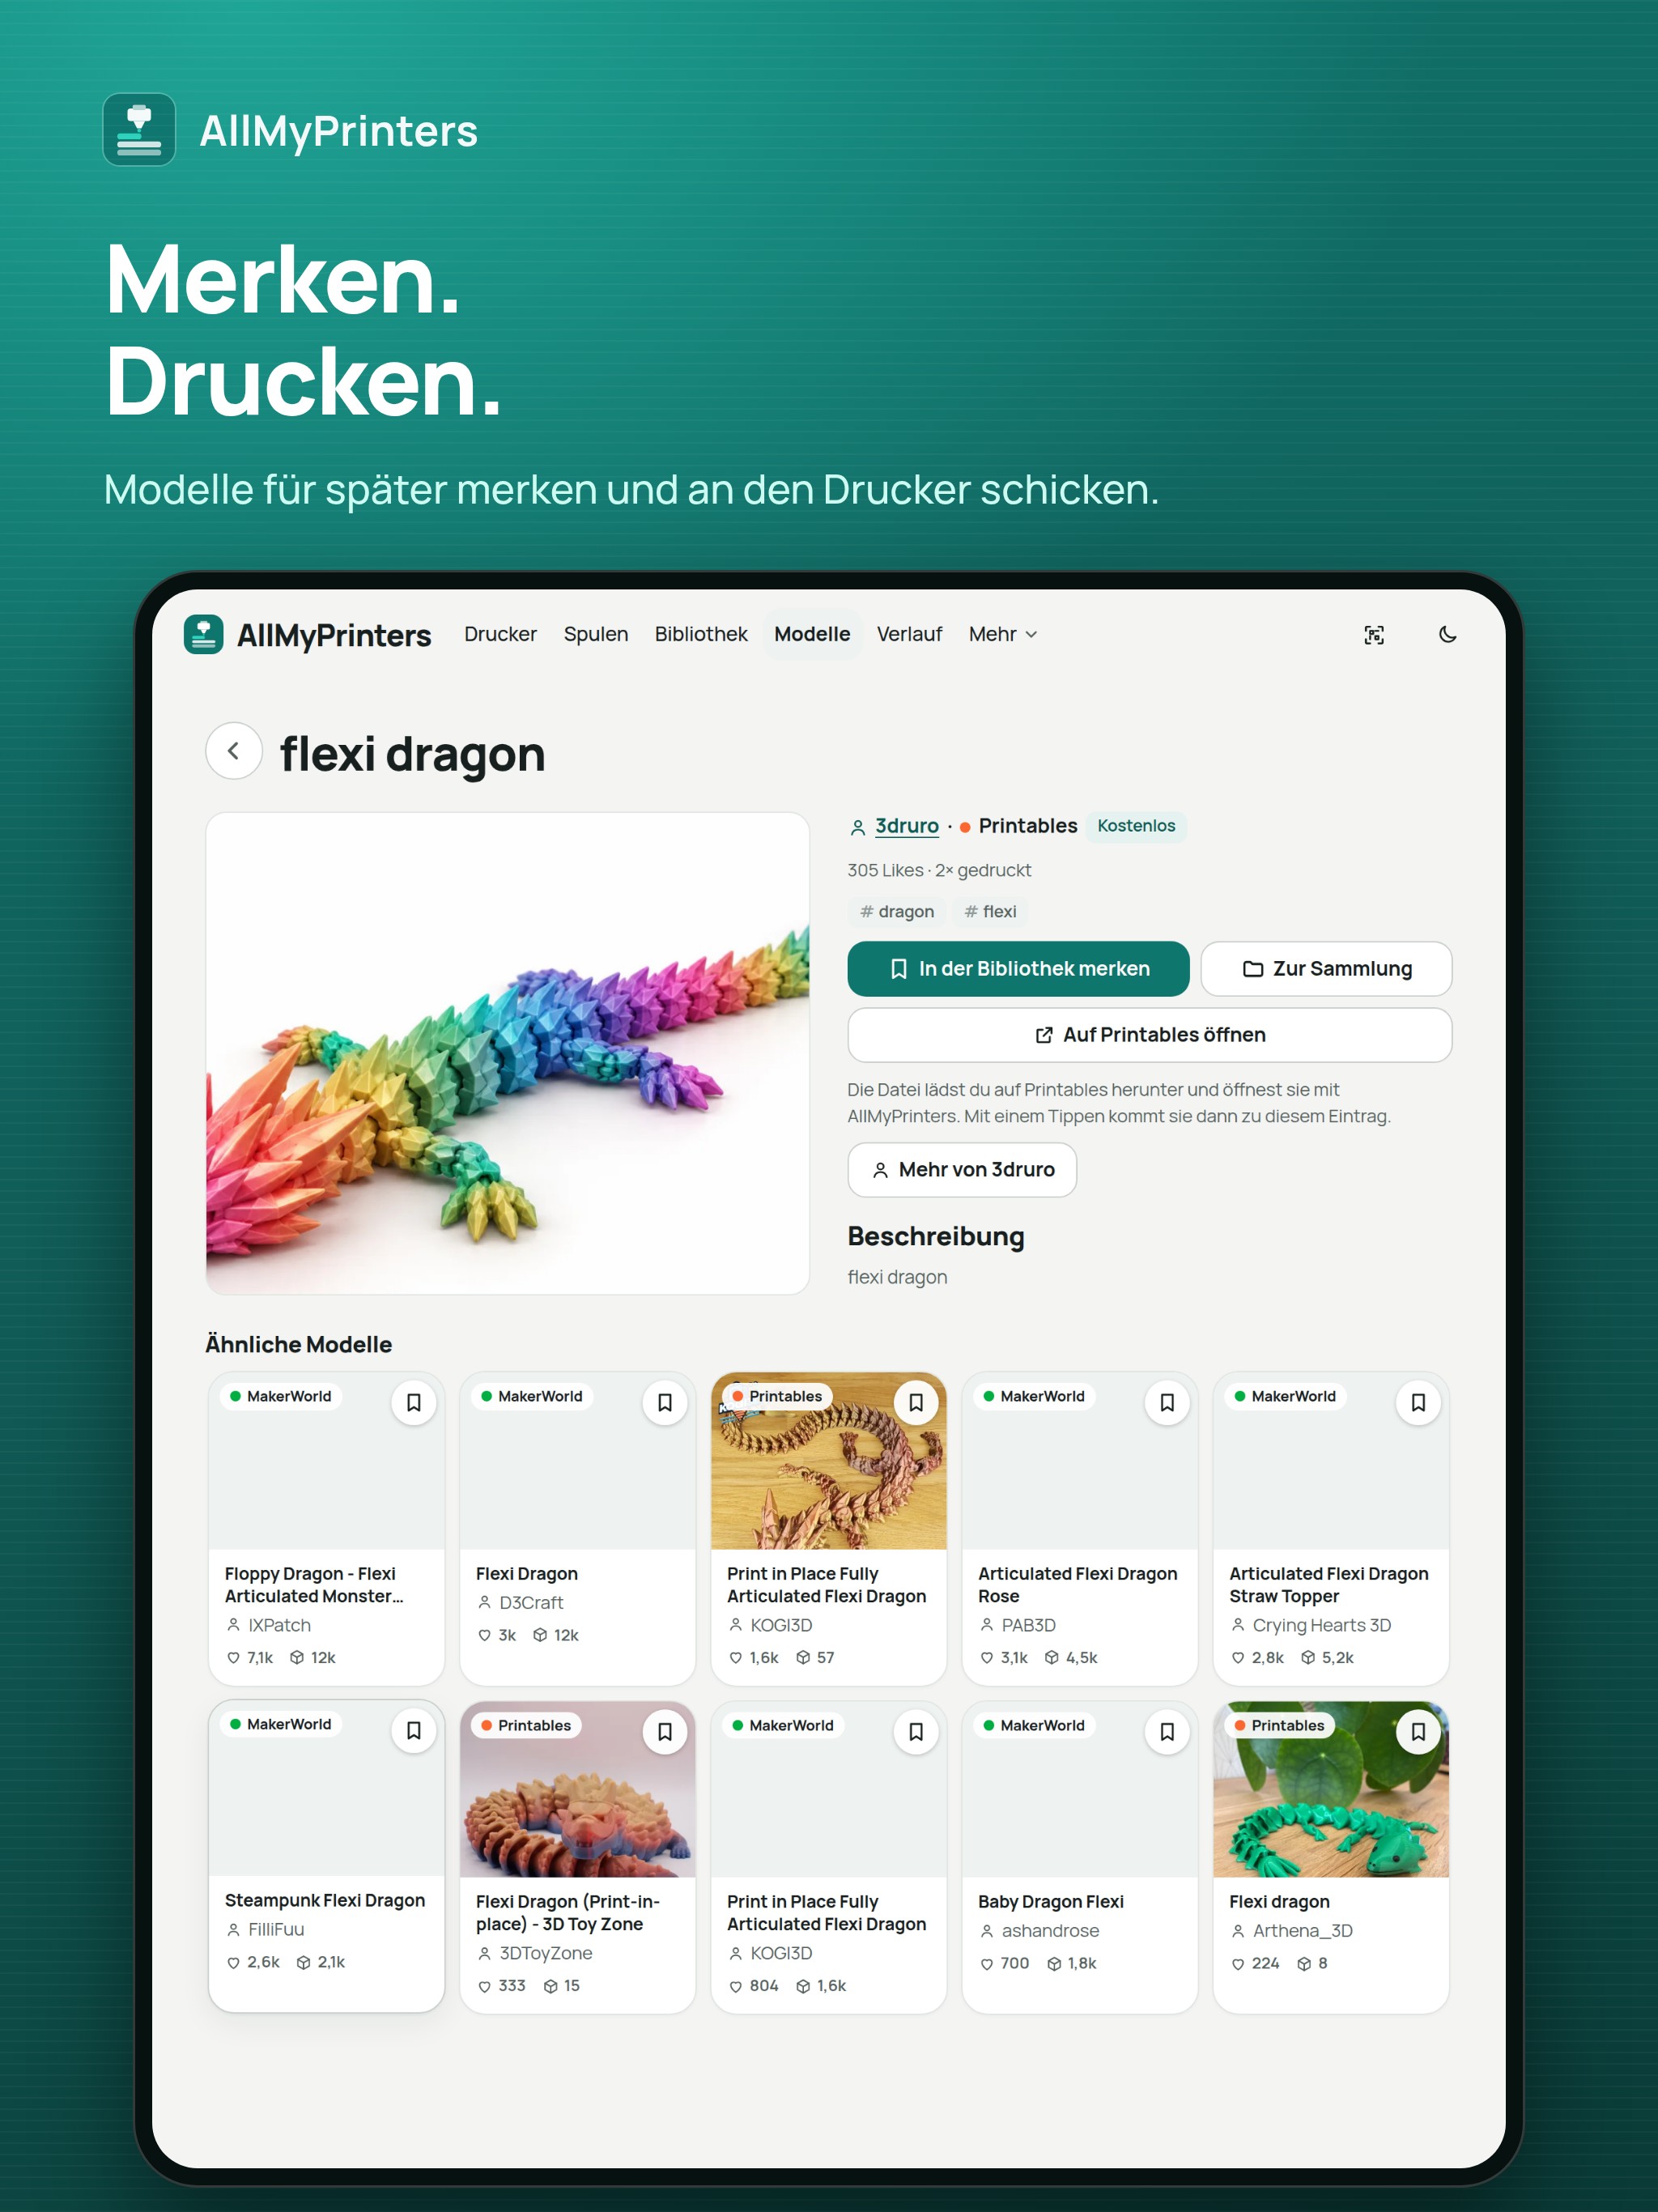 AllMyPrinters
Merken.
Drucken.
Modelle für später merken und an den Drucker schicken.
AllMyPrinters Drucker Spulen Bibliothek Modelle Verlauf Mehr
flexi dragon
3druro · Printables Kostenlos
305 Likes · 2× gedruckt
# dragon # flexi
In der Bibliothek merken Zur Sammlung
Auf Printables öffnen
Die Datei lädst du auf Printables herunter und öffnest sie mit
AllMyPrinters. Mit einem Tippen kommt sie dann zu diesem Eintrag.
Mehr von 3druro
Beschreibung
flexi dragon
Ähnliche Modelle
MakerWorld
Floppy Dragon - Flexi
Articulated Monster...
IXPatch
7,1k 12k
MakerWorld
Flexi Dragon
D3Craft
3k 12k
Printables
Print in Place Fully
Articulated Flexi Dragon
KOGI3D
1,6k 57
MakerWorld
Articulated Flexi Dragon
Rose
PAB3D
3,1k 4,5k
MakerWorld
Articulated Flexi Dragon
Straw Topper
Crying Hearts 3D
2,8k 5,2k
MakerWorld
Steampunk Flexi Dragon
FilliFuu
2,6k 2,1k
Printables
Flexi Dragon (Print-in-
place) - 3D Toy Zone
3DToyZone
333 15
MakerWorld
Print in Place Fully
Articulated Flexi Dragon
KOGI3D
804 1,6k
MakerWorld
Baby Dragon Flexi
ashandrose
700 1,8k
Printables
Flexi dragon
Arthena_3D
224 8